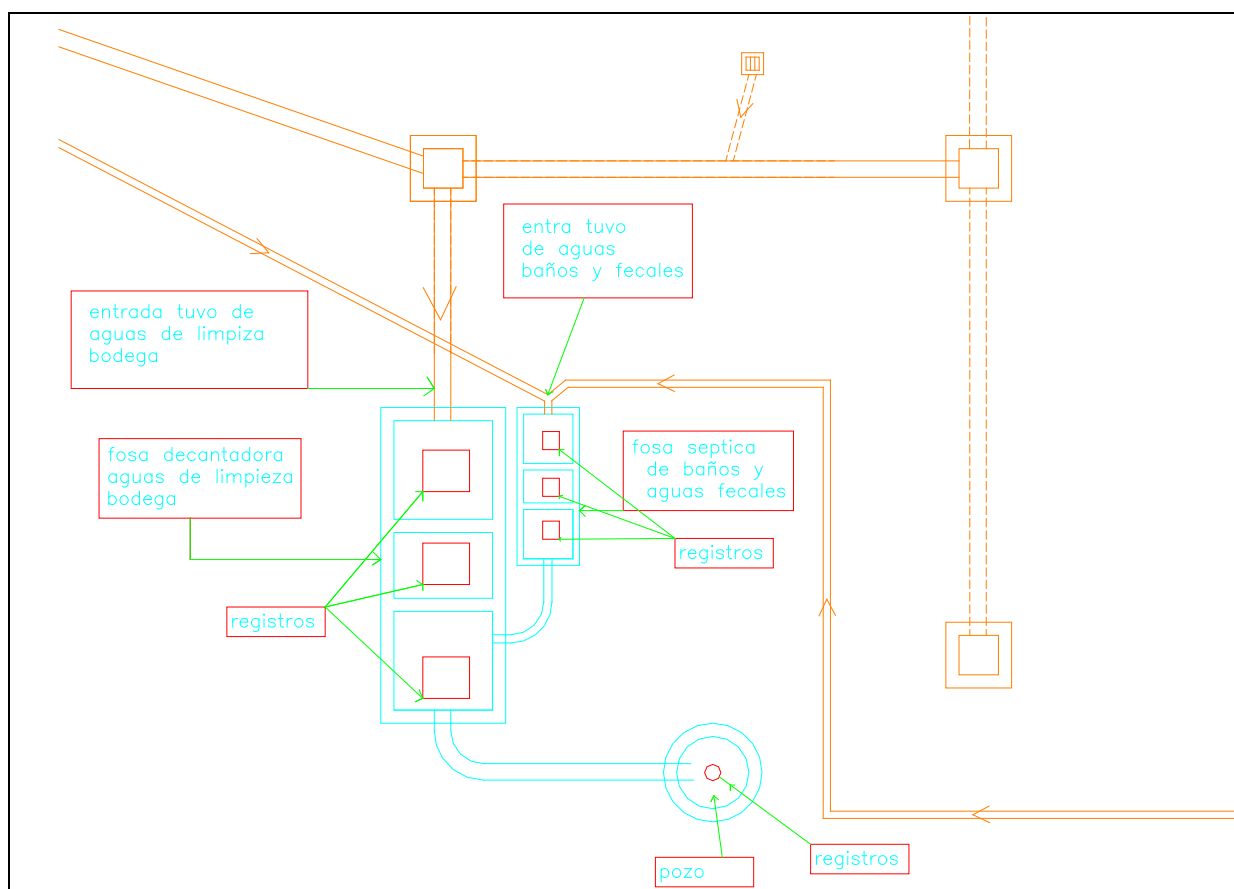 entra tuvo
de aguas
baños y fecales
entrada tuvo de
aguas de limpiza
bodega
fosa decantadora
aguas de limpieza
bodega
fosa septica
de baños y
aguas fecales
registros
registros
registros
pozo